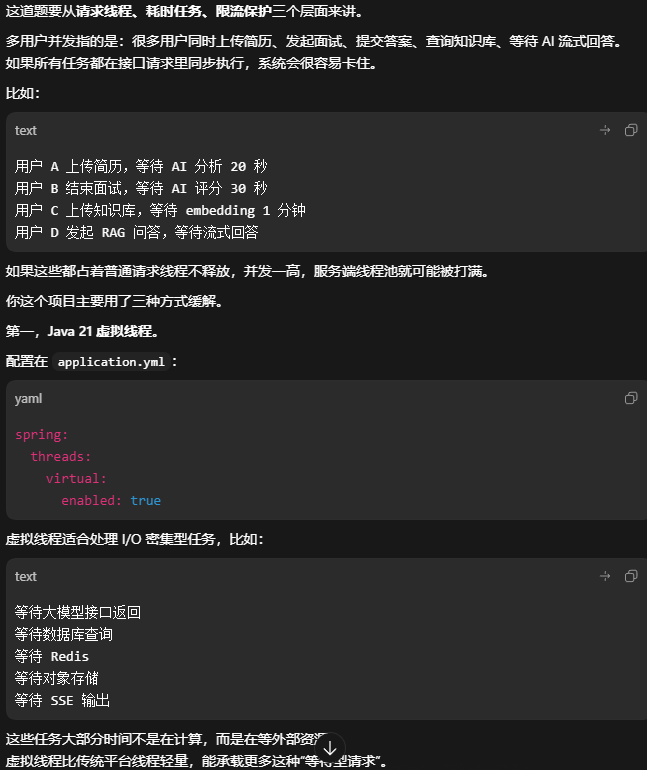 这道题要从请求线程、耗时任务、限流保护三个层面来讲。
多用户并发指的是：很多用户同时上传简历、发起面试、提交答案、查询知识库、等待 AI 流式回答。
如果所有任务都在接口请求里同步执行，系统会很容易卡住。
比如：
text
用户 A 上传简历，等待 AI 分析 20 秒
用户 B 结束面试，等待 AI 评分 30 秒
用户 C 上传知识库，等待 embedding 1 分钟
用户 D 发起 RAG 问答，等待流式回答
如果这些都占着普通请求线程不释放，并发一高，服务端线程池就可能被打满。
你这个项目主要用了三种方式缓解。
第一，Java 21 虚拟线程。
配置在 application.yml：
yaml
spring:
  threads:
    virtual:
      enabled: true
虚拟线程适合处理 I/O 密集型任务，比如：
text
等待大模型接口返回
等待数据库查询
等待 Redis
等待对象存储
等待 SSE 输出
这些任务大部分时间不是在计算，而是在等外部资
虚拟线程比传统平台线程轻量，能承载更多这种“等待型请求”。